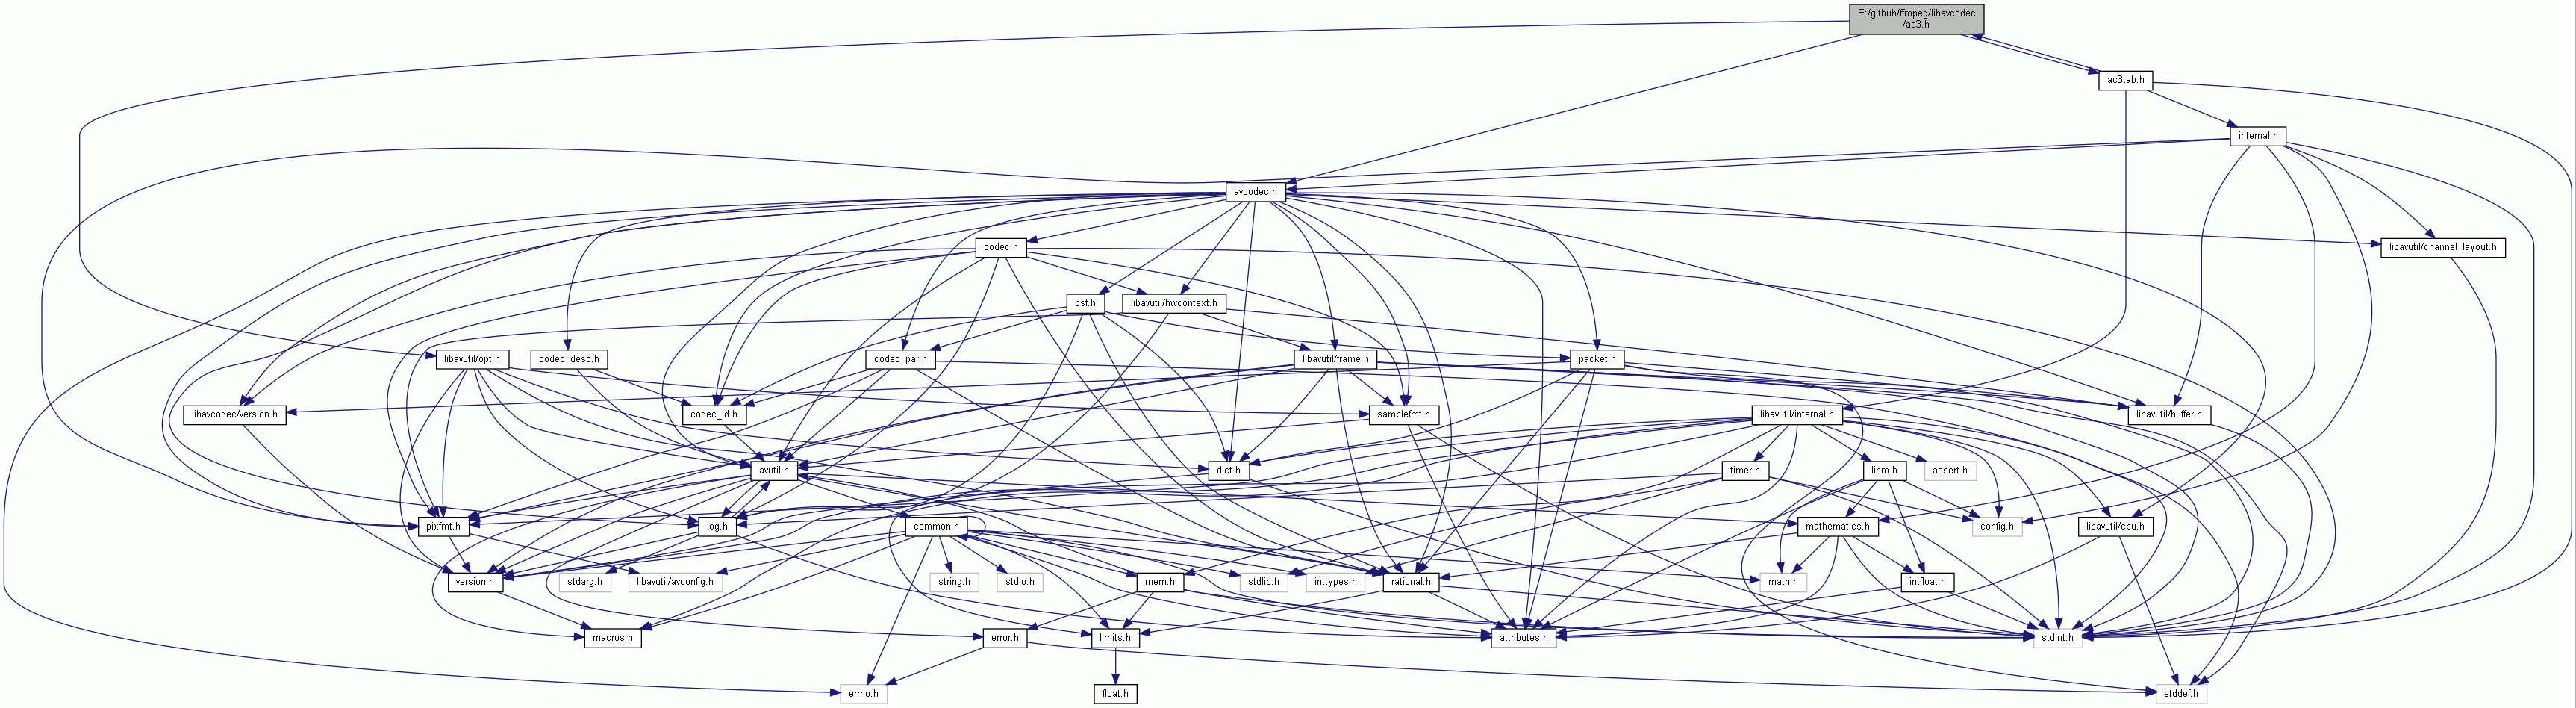 E:/github/ffmpeg/libavcodec
/ac3.h
ac3tab.h
internal.h
avcodec.h
codec.h
libavutil/channel_layout.h
bsf.h
libavutil/hwcontext.h
libavutil/opt.h
codec_desc.h
codec_par.h
libavutil/frame.h
packet.h
libavcodec/version.h
codec_id.h
samplefmt.h
libavutil/internal.h
libavutil/buffer.h
avutil.h
dict.h
timer.h
libm.h
assert.h
pixfmt.h
log.h
common.h
mathematics.h
config.h
libavutil/cpu.h
version.h
stdarg.h
libavutil/avconfig.h
string.h
stdio.h
mem.h
stdlib.h
inttypes.h
rational.h
math.h
intfloat.h
macros.h
error.h
limits.h
attributes.h
stdint.h
errno.h
float.h
stddef.h